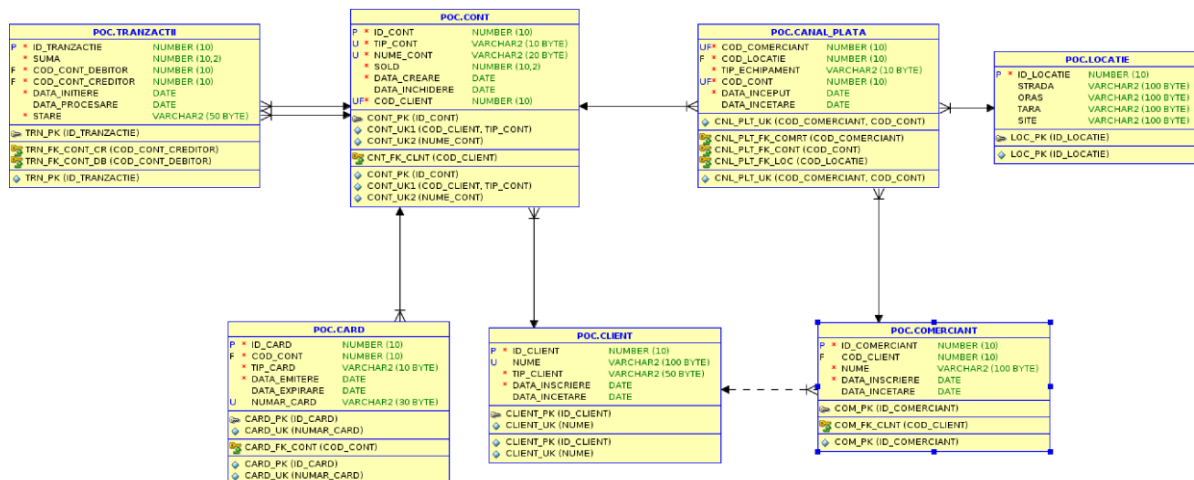 POC.TRANZACTII
P * ID_TRANZACTIE NUMBER (10)
* SUMA NUMBER (10,2)
F * COD_CONT_DEBITOR NUMBER (10)
F * COD_CONT_CREDITOR NUMBER (10)
* DATA_INITIERE DATE
DATA_PROCESARE DATE
* STARE VARCHAR2 (50 BYTE)
TRN_PK (ID_TRANZACTIE)
TRN_FK_CONT_CR (COD_CONT_CREDITOR)
TRN_FK_CONT_DB (COD_CONT_DEBITOR)
TRN_PK (ID_TRANZACTIE)
POC.CONT
P * ID_CONT NUMBER (10)
U * TIP_CONT VARCHAR2 (10 BYTE)
U * NUME_CONT VARCHAR2 (20 BYTE)
* SOLD NUMBER (10,2)
* DATA_CREARE DATE
DATA_INCHIDERE DATE
UF* COD_CLIENT NUMBER (10)
CONT_PK (ID_CONT)
CONT_UK1 (COD_CLIENT, TIP_CONT)
CONT_UK2 (NUME_CONT)
CNT_FK_CLNT (COD_CLIENT)
CONT_PK (ID_CONT)
CONT_UK1 (COD_CLIENT, TIP_CONT)
CONT_UK2 (NUME_CONT)
POC.CANAL_PLATA
UF* COD_COMERCIANT NUMBER (10)
F * COD_LOCATIE NUMBER (10)
* TIP_ECHIPAMENT VARCHAR2 (10 BYTE)
UF* COD_CONT NUMBER (10)
* DATA_INCEPUT DATE
DATA_INCETARE DATE
CNL_PLT_UK (COD_COMERCIANT, COD_CONT)
CNL_PLT_FK_COMRT (COD_COMERCIANT)
CNL_PLT_FK_CONT (COD_CONT)
CNL_PLT_FK_LOC (COD_LOCATIE)
CNL_PLT_UK (COD_COMERCIANT, COD_CONT)
POC.LOCATIE
P * ID_LOCATIE NUMBER (10)
STRADA VARCHAR2 (100 BYTE)
ORAS VARCHAR2 (100 BYTE)
TARA VARCHAR2 (100 BYTE)
SITE VARCHAR2 (100 BYTE)
LOC_PK (ID_LOCATIE)
LOC_PK (ID_LOCATIE)
POC.CARD
P * ID_CARD NUMBER (10)
F * COD_CONT NUMBER (10)
* TIP_CARD VARCHAR2 (10 BYTE)
* DATA_EMITERE DATE
DATA_EXPIRARE DATE
U NUMAR_CARD VARCHAR2 (30 BYTE)
CARD_PK (ID_CARD)
CARD_UK (NUMAR_CARD)
CARD_FK_CONT (COD_CONT)
CARD_PK (ID_CARD)
CARD_UK (NUMAR_CARD)
POC.CLIENT
P * ID_CLIENT NUMBER (10)
U NUME VARCHAR2 (100 BYTE)
* TIP_CLIENT VARCHAR2 (50 BYTE)
* DATA_INSCRIERE DATE
DATA_INCETARE DATE
CLIENT_PK (ID_CLIENT)
CLIENT_UK (NUME)
CLIENT_PK (ID_CLIENT)
CLIENT_UK (NUME)
POC.COMERCIANT
P * ID_COMERCIANT NUMBER (10)
F COD_CLIENT NUMBER (10)
* NUME VARCHAR2 (100 BYTE)
* DATA_INSCRIERE DATE
DATA_INCETARE DATE
COM_PK (ID_COMERCIANT)
COM_FK_CLNT (COD_CLIENT)
COM_PK (ID_COMERCIANT)